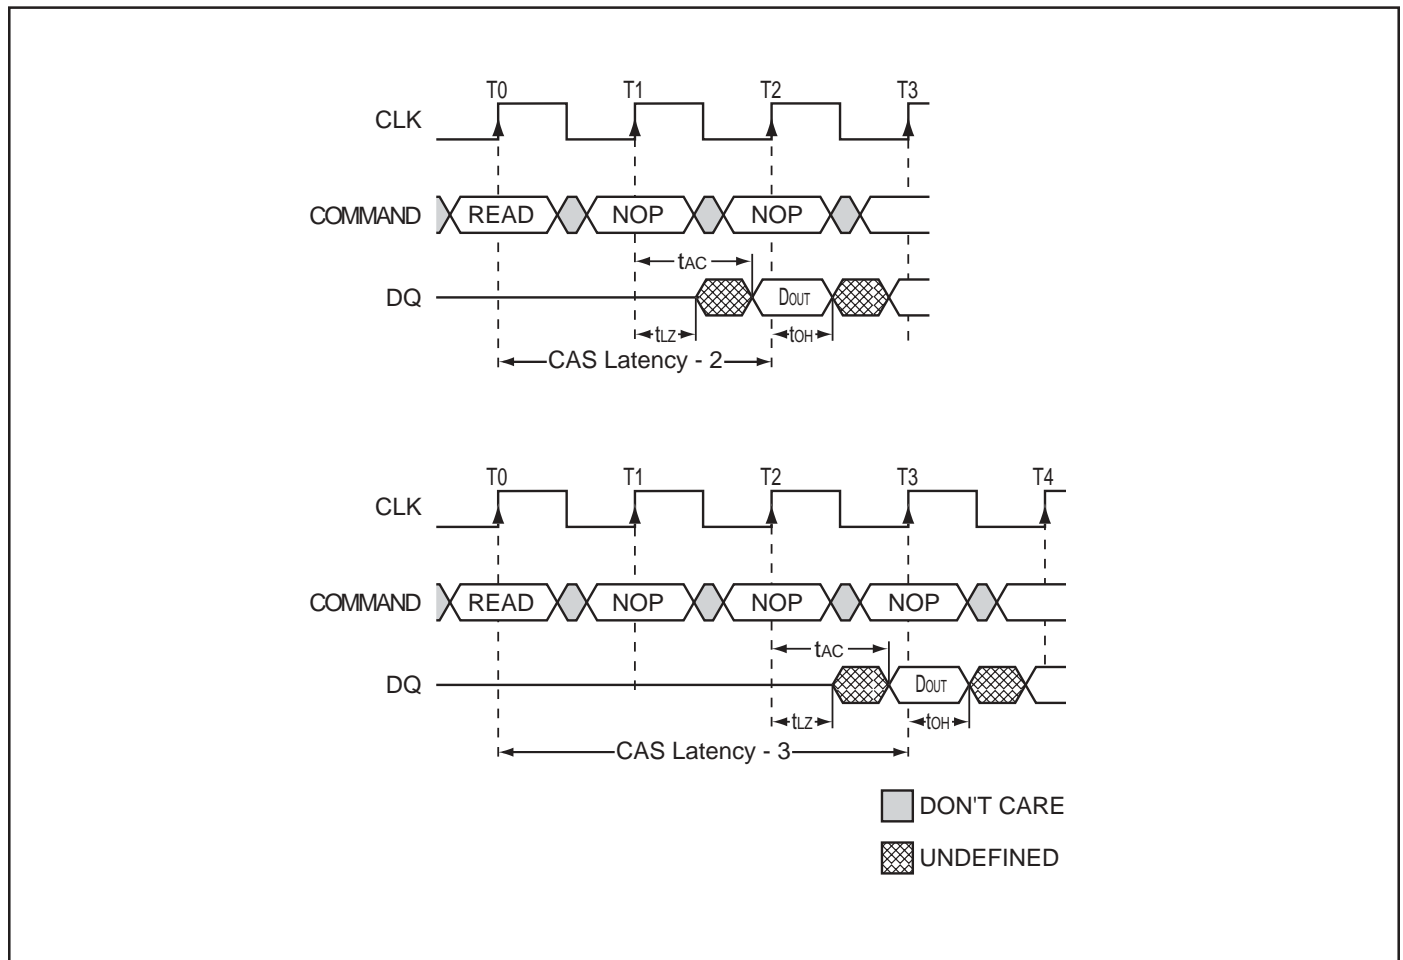 T0 T1 T2 T3
CLK
COMMAND READ NOP NOP
tAC
DQ DOUT
tLZ tOH
CAS Latency - 2
T0 T1 T2 T3 T4
CLK
COMMAND READ NOP NOP NOP
tAC
DQ DOUT
tLZ tOH
CAS Latency - 3
DON'T CARE
UNDEFINED